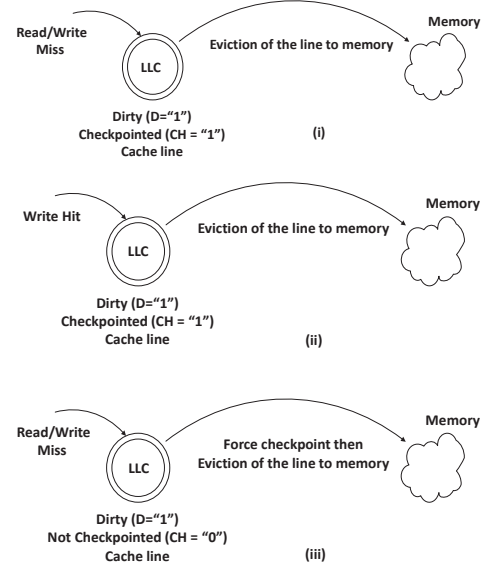 Memory
Read/Write
Miss
Eviction of the line to memory
LLC
Dirty (D=“1”)
Checkpointed (CH = “1”)
Cache line
(i)
Memory
Write Hit
Eviction of the line to memory
LLC
Dirty (D=“1”)
Checkpointed (CH = “1”)
Cache line
(ii)
Memory
Read/Write
Miss
Force checkpoint then
Eviction of the line to memory
LLC
Dirty (D=“1”)
Not Checkpointed (CH = “0”)
Cache line
(iii)